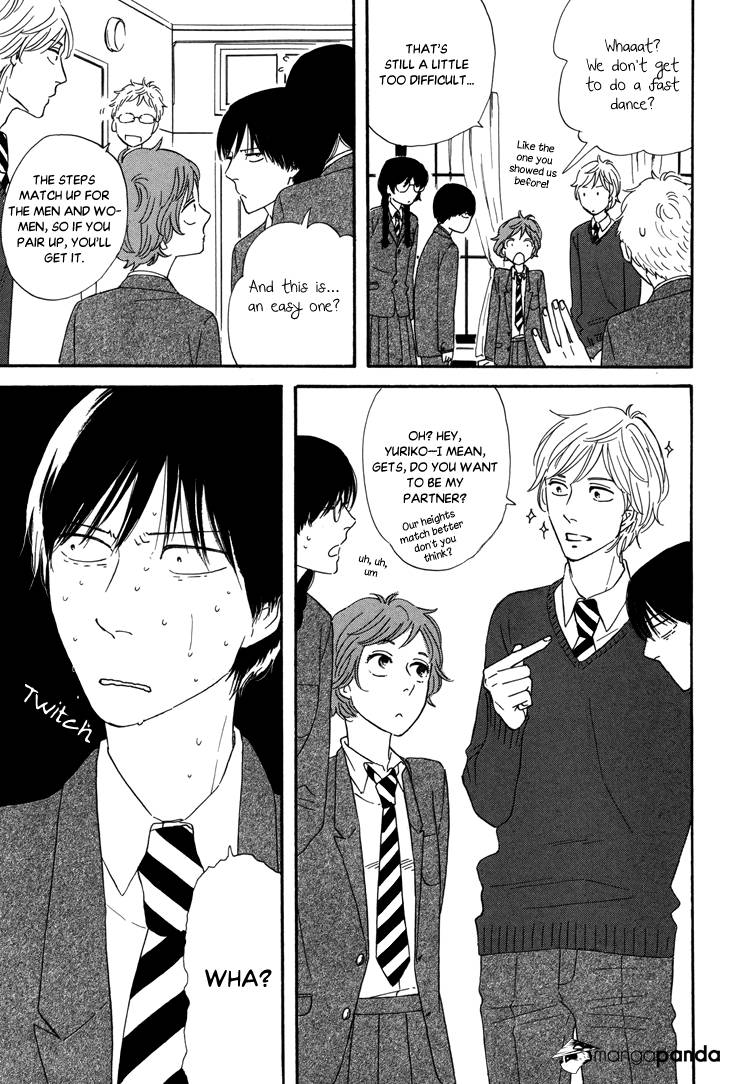 Whaaat?
We don't get
to do a fast
dance?
Like the
one you
showed us
before!
THAT'S
STILL A LITTLE
TOO DIFFICULT...
And this is...
an easy one?
THE STEPS
MATCH UP FOR
THE MEN AND WO-
MEN, SO IF YOU
PAIR UP, YOU'LL
GET IT.
OH? HEY,
YURIKO—I MEAN,
GETS, DO YOU WANT
TO BE MY
PARTNER?
Our heights
match better
don't you
think?
uh, uh,
um
Twitch
WHA?
mangapanda